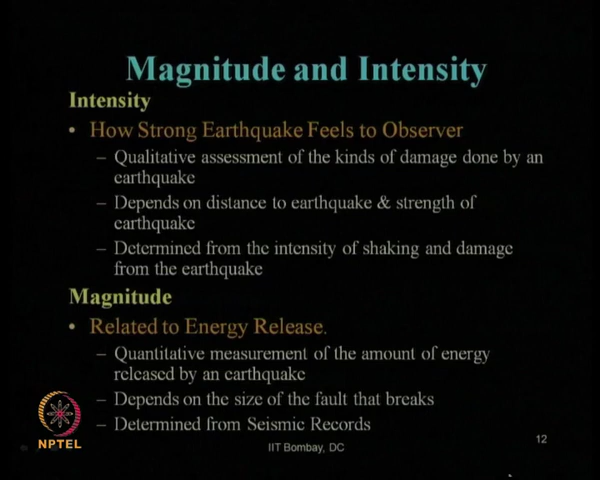 Magnitude and Intensity
Intensity
• How Strong Earthquake Feels to Observer
– Qualitative assessment of the kinds of damage done by an
earthquake
– Depends on distance to earthquake & strength of
earthquake
– Determined from the intensity of shaking and damage
from the earthquake
Magnitude
• Related to Energy Release.
– Quantitative measurement of the amount of energy
released by an earthquake
– Depends on the size of the fault that breaks
– Determined from Seismic Records
NPTEL
IIT Bombay, DC
12